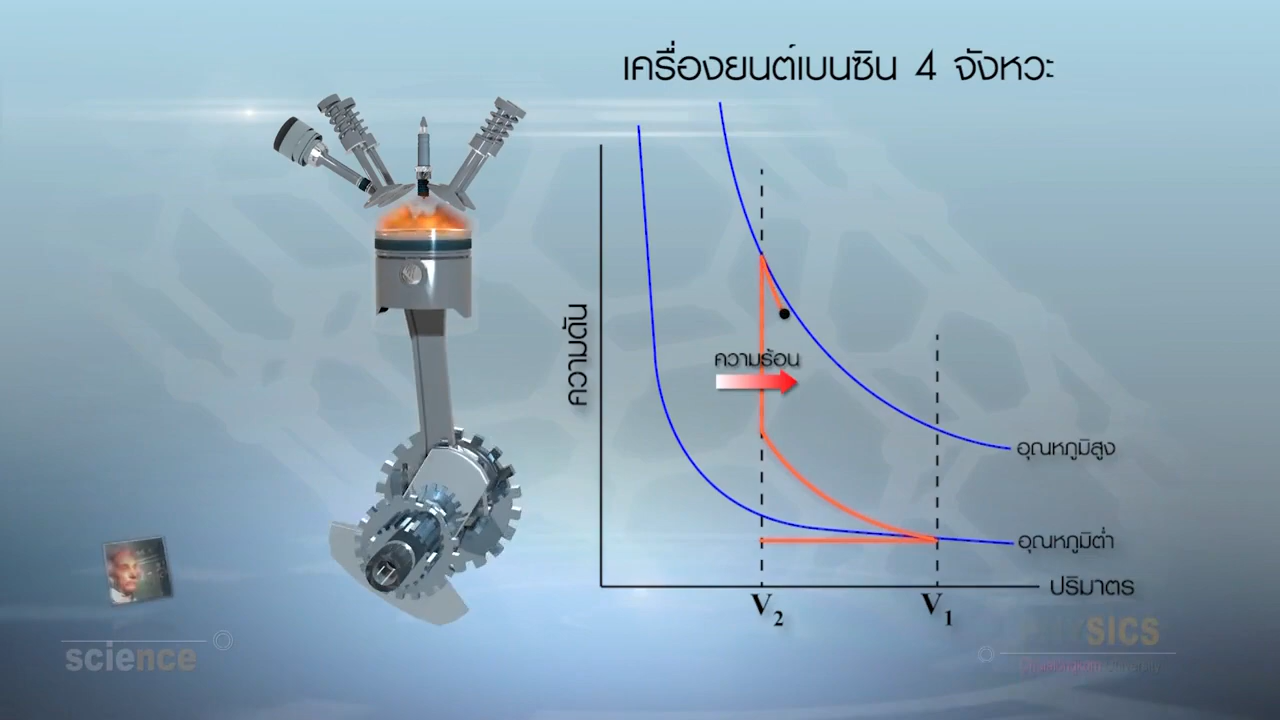 เครื่องยนต์เบนซิน 4 จังหวะ
ความดัน
ความร้อน
อุณหภูมิสูง
อุณหภูมิต่ำ
ปริมาตร
V2
V1
science
PHYSICS